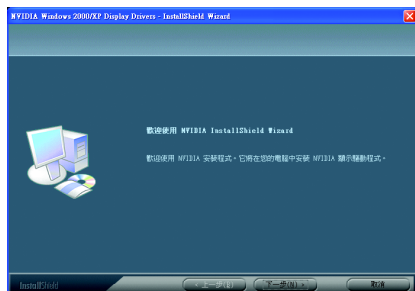 NVIDIA Windows 2000/XP Display Drivers - InstallShield Wizard
歡迎使用 NVIDIA InstallShield Wizard
歡迎使用 NVIDIA 安裝程式。它將在您的電腦中安裝 NVIDIA 顯示驅動程式。
InstallShield
< 上一步(B) 下一步(N) > 取消